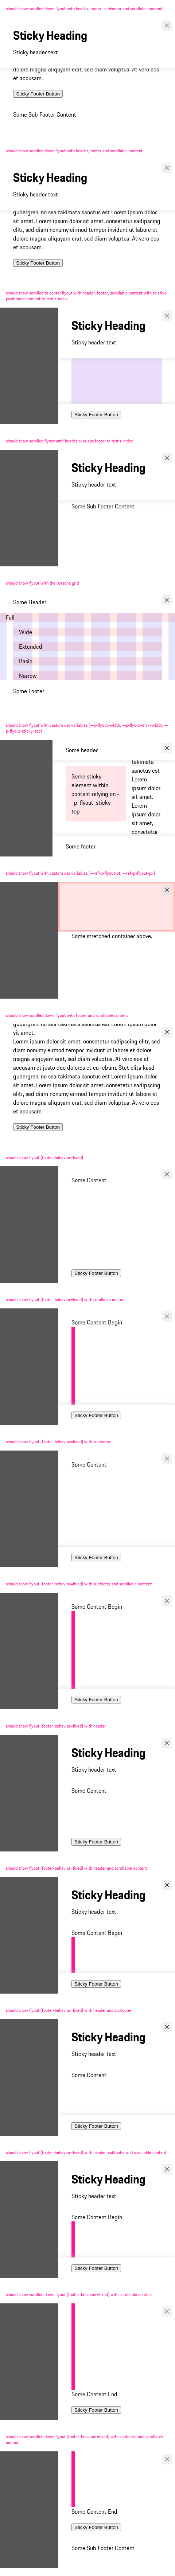 should show scrolled down flyout with header, footer, subfooter and scrollable content
Sticky Heading
Sticky header text
dolore magna aliquyam erat, sed diam voluptua. At vero eos
et accusam.
Sticky Footer Button
Some Sub Footer Content
should show scrolled down flyout with header, footer and scrollable content
Sticky Heading
Sticky header text
gubergren, no sea takimata sanctus est Lorem ipsum dolor
sit amet. Lorem ipsum dolor sit amet, consetetur sadipscing
elitr, sed diam nonumy eirmod tempor invidunt ut labore et
dolore magna aliquyam erat, sed diam voluptua. At vero eos
et accusam.
Sticky Footer Button
should show scrolled to center flyout with header, footer, scrollable content with relative
positioned element to test z-index
Sticky Heading
Sticky header text
Sticky Footer Button
should show scrolled flyout until header overlaps footer to test z-index
Sticky Heading
Sticky header text
Some Sub Footer Content
should show flyout with the porsche grid
Some Header
Full
Wide
Extended
Basic
Narrow
Some Footer
should show flyout with custom css variables (--p-flyout-width, --p-flyout-max-width, --
p-flyout-sticky-top)
Some header
Some sticky
element within
content relying on -
-p-flyout-sticky-
top
takimata
sanctus est
Lorem
ipsum dolor
sit amet.
Lorem
ipsum dolor
sit amet,
consetetur
Some footer
should show flyout with custom css variables (--ref-p-flyout-pt, --ref-p-flyout-px)
Some stretched container above.
should show scrolled down flyout with footer and scrollable content
gubergren, no sea takimata sanctus est Lorem ipsum dolor
sit amet.
Lorem ipsum dolor sit amet, consetetur sadipscing elitr, sed
diam nonumy eirmod tempor invidunt ut labore et dolore
magna aliquyam erat, sed diam voluptua. At vero eos et
accusam et justo duo dolores et ea rebum. Stet clita kasd
gubergren, no sea takimata sanctus est Lorem ipsum dolor
sit amet. Lorem ipsum dolor sit amet, consetetur sadipscing
elitr, sed diam nonumy eirmod tempor invidunt ut labore et
dolore magna aliquyam erat, sed diam voluptua. At vero eos
et accusam.
Sticky Footer Button
should show flyout (footer-behavior=fixed)
Some Content
Sticky Footer Button
should show flyout (footer-behavior=fixed) with scrollable content
Some Content Begin
Sticky Footer Button
should show flyout (footer-behavior=fixed) with subfooter
Some Content
Sticky Footer Button
should show flyout (footer-behavior=fixed) with subfooter and scrollable content
Some Content Begin
Sticky Footer Button
should show flyout (footer-behavior=fixed) with header
Sticky Heading
Sticky header text
Some Content
Sticky Footer Button
should show flyout (footer-behavior=fixed) with header and scrollable content
Sticky Heading
Sticky header text
Some Content Begin
Sticky Footer Button
should show flyout (footer-behavior=fixed) with header and subfooter
Sticky Heading
Sticky header text
Some Content
Sticky Footer Button
should show flyout (footer-behavior=fixed) with header, subfooter and scrollable content
Sticky Heading
Sticky header text
Some Content Begin
Sticky Footer Button
should show scrolled down flyout (footer-behavior=fixed) with scrollable content
Some Content End
Sticky Footer Button
should show scrolled down flyout (footer-behavior=fixed) with subfooter and scrollable
content
Some Content End
Sticky Footer Button
Some Sub Footer Content